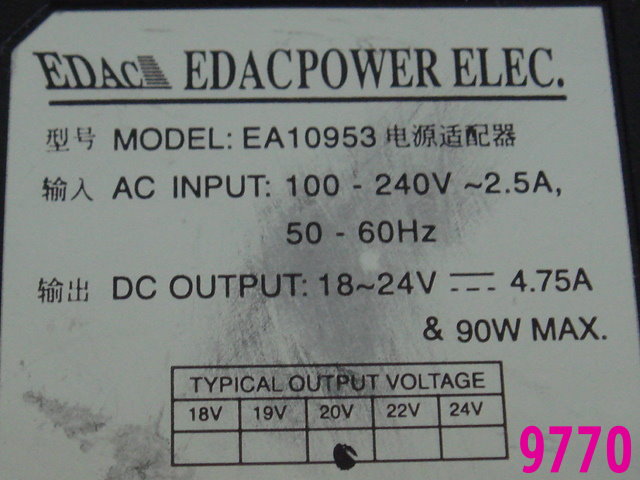 EDAC EDACPOWER ELEC.
型号 MODEL: EA10953 电源适配器
输入 AC INPUT: 100 - 240V ~2.5A,
50 - 60Hz
输出 DC OUTPUT: 18~24V ⎓ 4.75A
& 90W MAX.
TYPICAL OUTPUT VOLTAGE
18V 19V 20V 22V 24V
9770